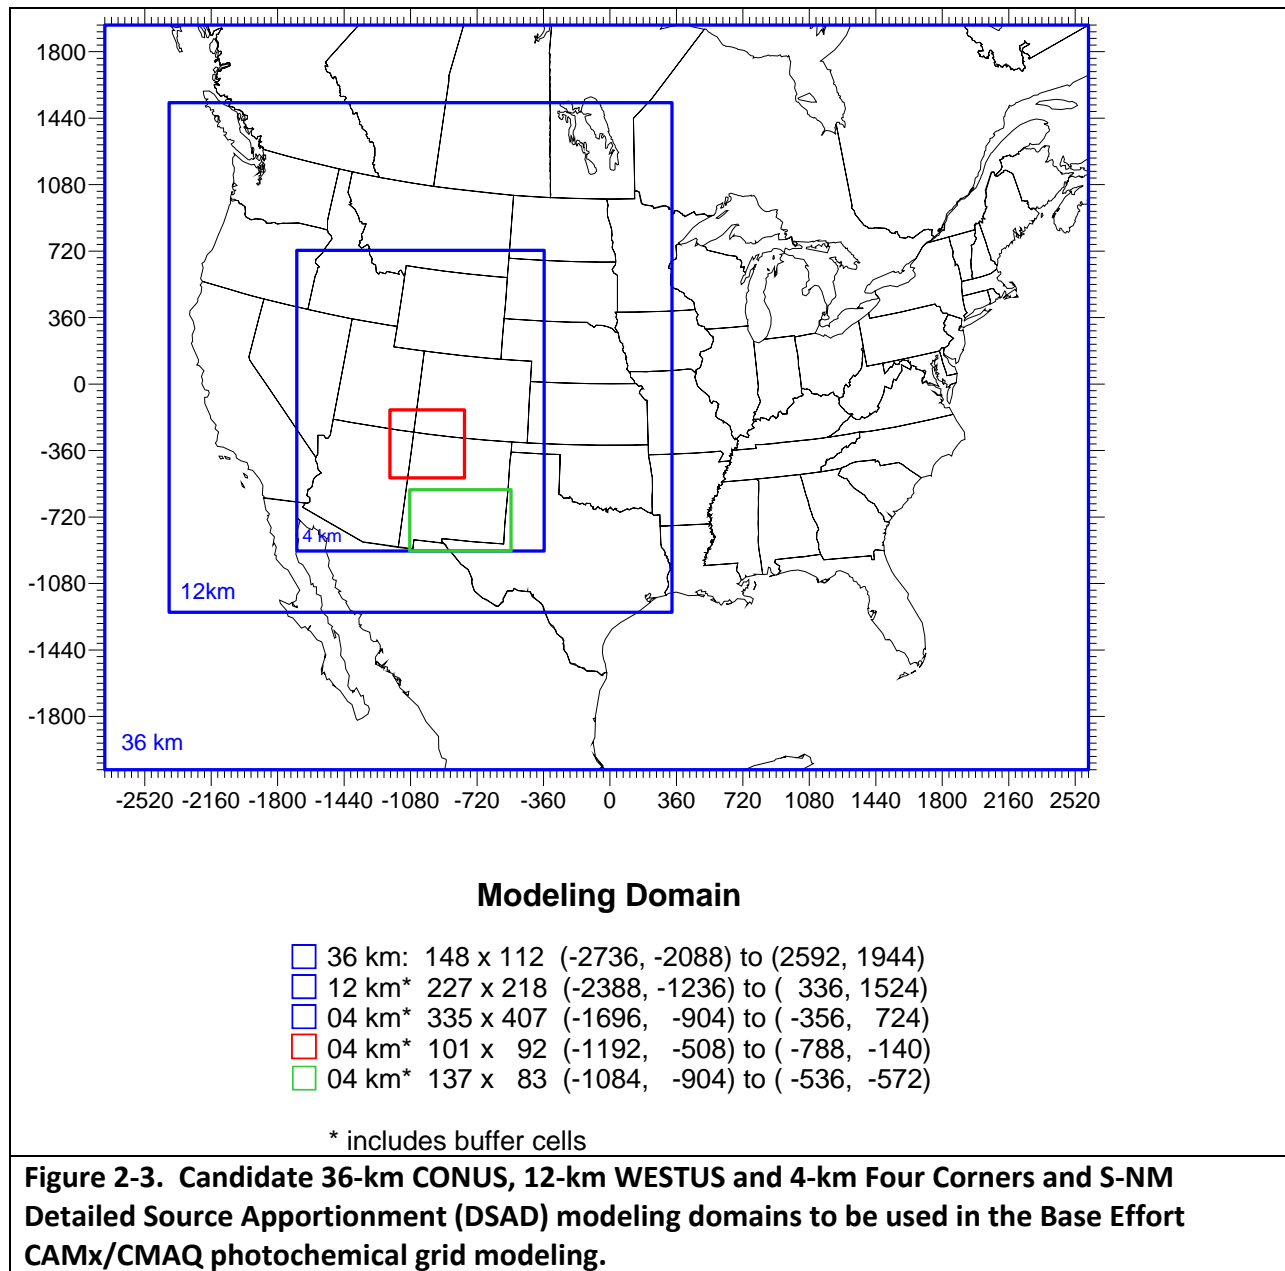 1800
1440
1080
720
360
0
-360
-720
-1080
-1440
-1800
4 km
12km
36 km
-2520 -2160 -1800 -1440 -1080 -720 -360 0 360 720 1080 1440 1800 2160 2520
Modeling Domain
36 km: 148 x 112 (-2736, -2088) to (2592, 1944)
12 km* 227 x 218 (-2388, -1236) to ( 336, 1524)
04 km* 335 x 407 (-1696, -904) to ( -356, 724)
04 km* 101 x 92 (-1192, -508) to ( -788, -140)
04 km* 137 x 83 (-1084, -904) to ( -536, -572)
* includes buffer cells
Figure 2-3. Candidate 36-km CONUS, 12-km WESTUS and 4-km Four Corners and S-NM
Detailed Source Apportionment (DSAD) modeling domains to be used in the Base Effort
CAMx/CMAQ photochemical grid modeling.